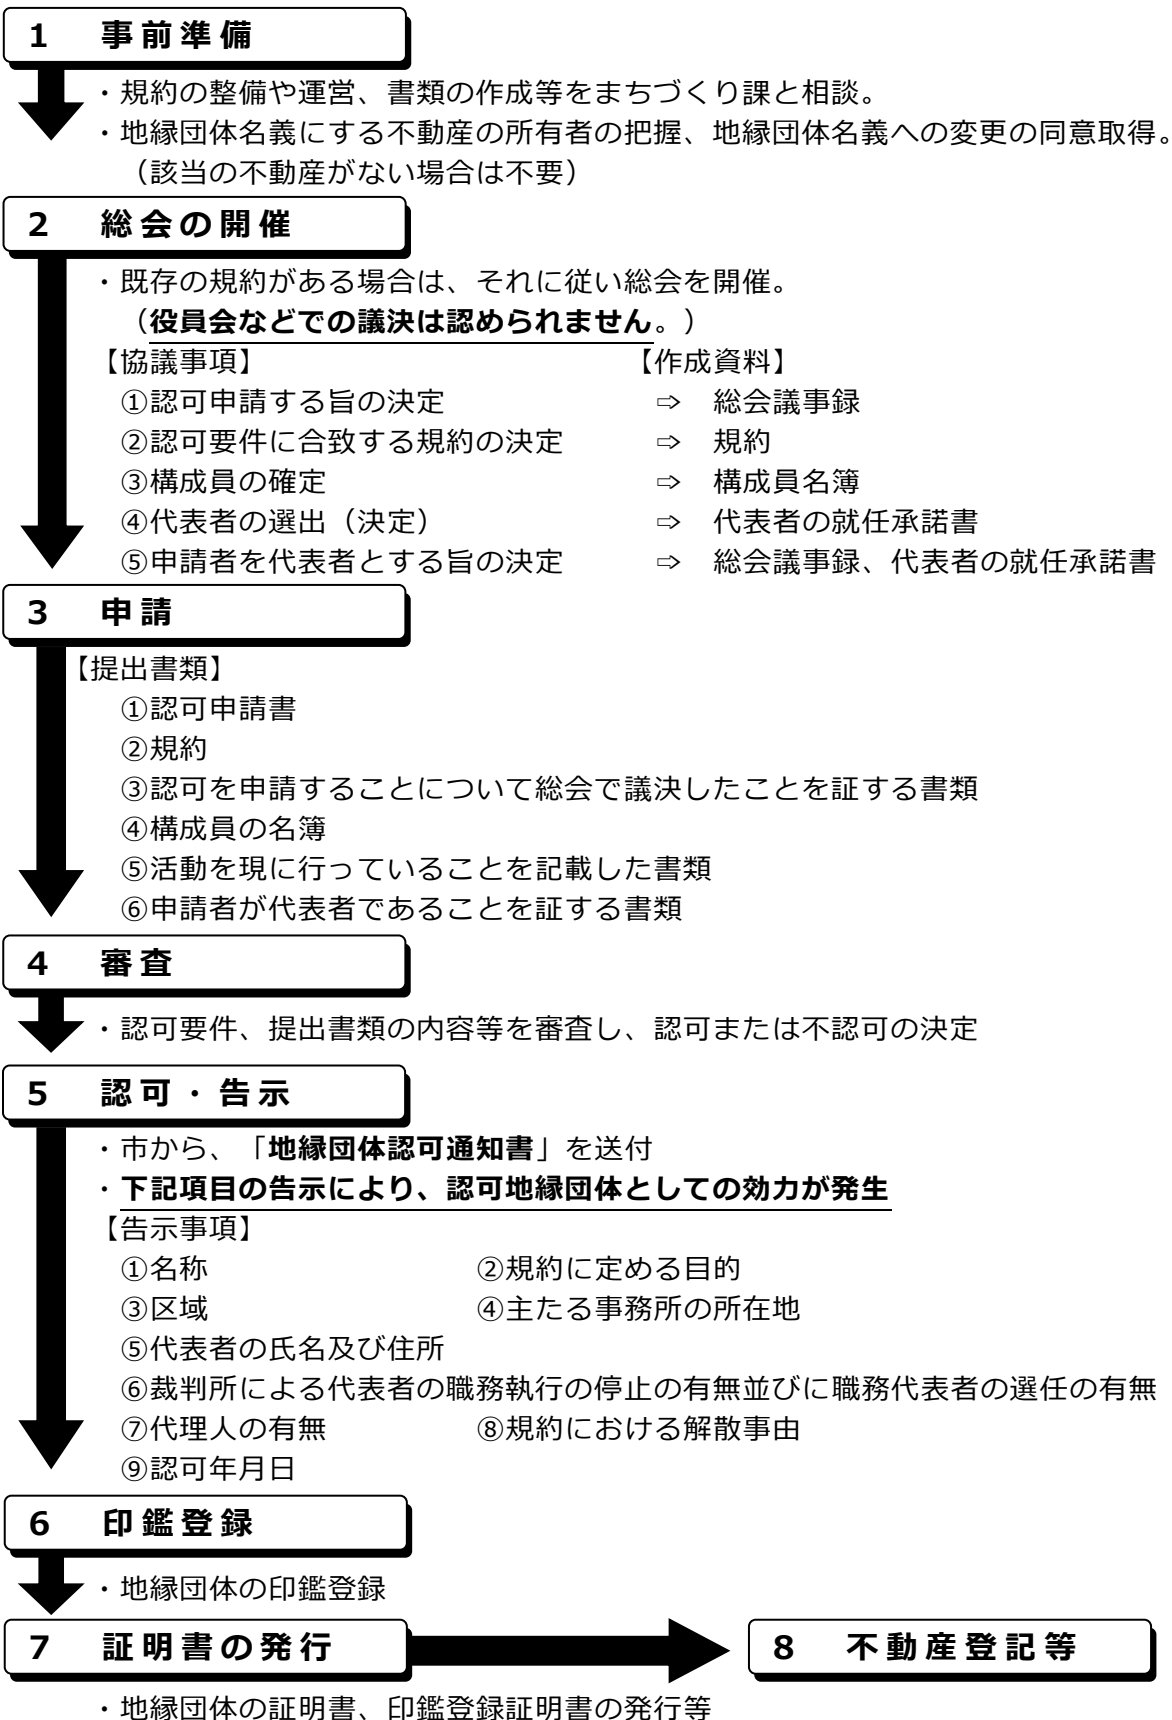 1 事前準備
・規約の整備や運営、書類の作成等をまちづくり課と相談。
・地縁団体名義にする不動産の所有者の把握、地縁団体名義への変更の同意取得。
（該当の不動産がない場合は不要）
2 総会の開催
・既存の規約がある場合は、それに従い総会を開催。
（役員会などでの議決は認められません。）
【協議事項】 【作成資料】
①認可申請する旨の決定 ⇨ 総会議事録
②認可要件に合致する規約の決定 ⇨ 規約
③構成員の確定 ⇨ 構成員名簿
④代表者の選出（決定） ⇨ 代表者の就任承諾書
⑤申請者を代表者とする旨の決定 ⇨ 総会議事録、代表者の就任承諾書
3 申請
【提出書類】
①認可申請書
②規約
③認可を申請することについて総会で議決したことを証する書類
④構成員の名簿
⑤活動を現に行っていることを記載した書類
⑥申請者が代表者であることを証する書類
4 審査
・認可要件、提出書類の内容等を審査し、認可または不認可の決定
5 認可・告示
・市から、「地縁団体認可通知書」を送付
・下記項目の告示により、認可地縁団体としての効力が発生
【告示事項】
①名称 ②規約に定める目的
③区域 ④主たる事務所の所在地
⑤代表者の氏名及び住所
⑥裁判所による代表者の職務執行の停止の有無並びに職務代表者の選任の有無
⑦代理人の有無 ⑧規約における解散事由
⑨認可年月日
6 印鑑登録
・地縁団体の印鑑登録
7 証明書の発行 8 不動産登記等
・地縁団体の証明書、印鑑登録証明書の発行等